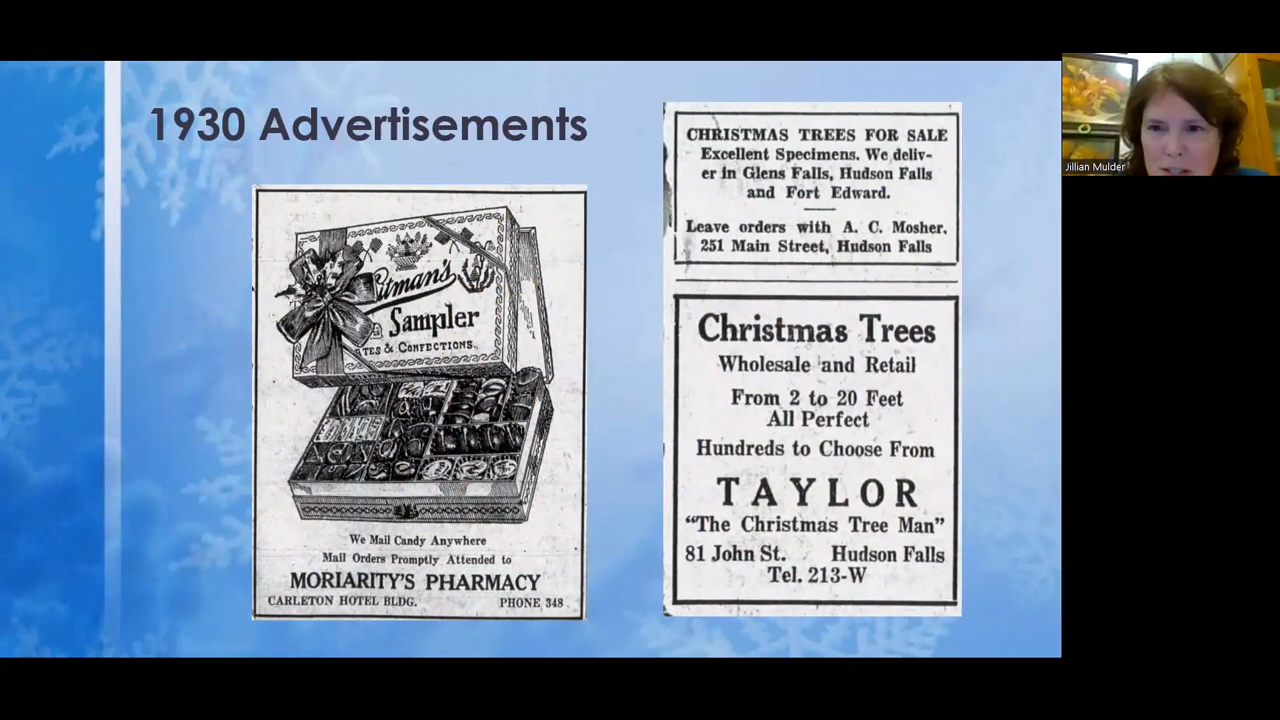 1930 Advertisements
itman's
Sampler
TES & CONFECTIONS
We Mail Candy Anywhere
Mail Orders Promptly Attended to
MORIARITY'S PHARMACY
CARLETON HOTEL BLDG. PHONE 348
CHRISTMAS TREES FOR SALE
Excellent Specimens. We deliv-
er in Glens Falls, Hudson Falls
and Fort Edward.
Leave orders with A. C. Mosher.
251 Main Street, Hudson Falls
Christmas Trees
Wholesale and Retail
From 2 to 20 Feet
All Perfect
Hundreds to Choose From
TAYLOR
"The Christmas Tree Man"
81 John St. Hudson Falls
Tel. 213-W
Jillian Mulder